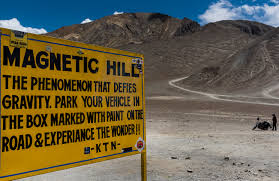 MAGNETIC HILL
THE PHENOMENON THAT DEFIES
GRAVITY. PARK YOUR VEHICLE IN
THE BOX MARKED WITH PAINT ON THE
ROAD & EXPERIANCE THE WONDER!!
-KTN-